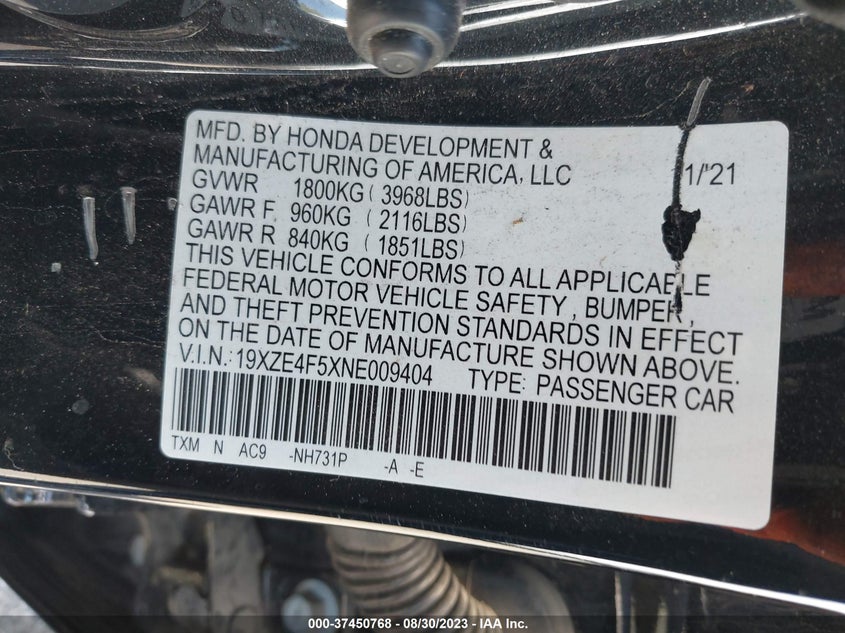 MFD. BY HONDA DEVELOPMENT &
MANUFACTURING OF AMERICA, LLC 1/'21
GVWR 1800KG ( 3968LBS)
GAWR F 960KG ( 2116LBS)
GAWR R 840KG ( 1851LBS)
THIS VEHICLE CONFORMS TO ALL APPLICABLE
FEDERAL MOTOR VEHICLE SAFETY , BUMPER ,
AND THEFT PREVENTION STANDARDS IN EFFECT
ON THE DATE OF MANUFACTURE SHOWN ABOVE.
V.I.N.: 19XZE4F5XNE009404 TYPE: PASSENGER CAR
TXM N AC9 -NH731P -A -E
000-37450768 - 08/30/2023 - IAA Inc.